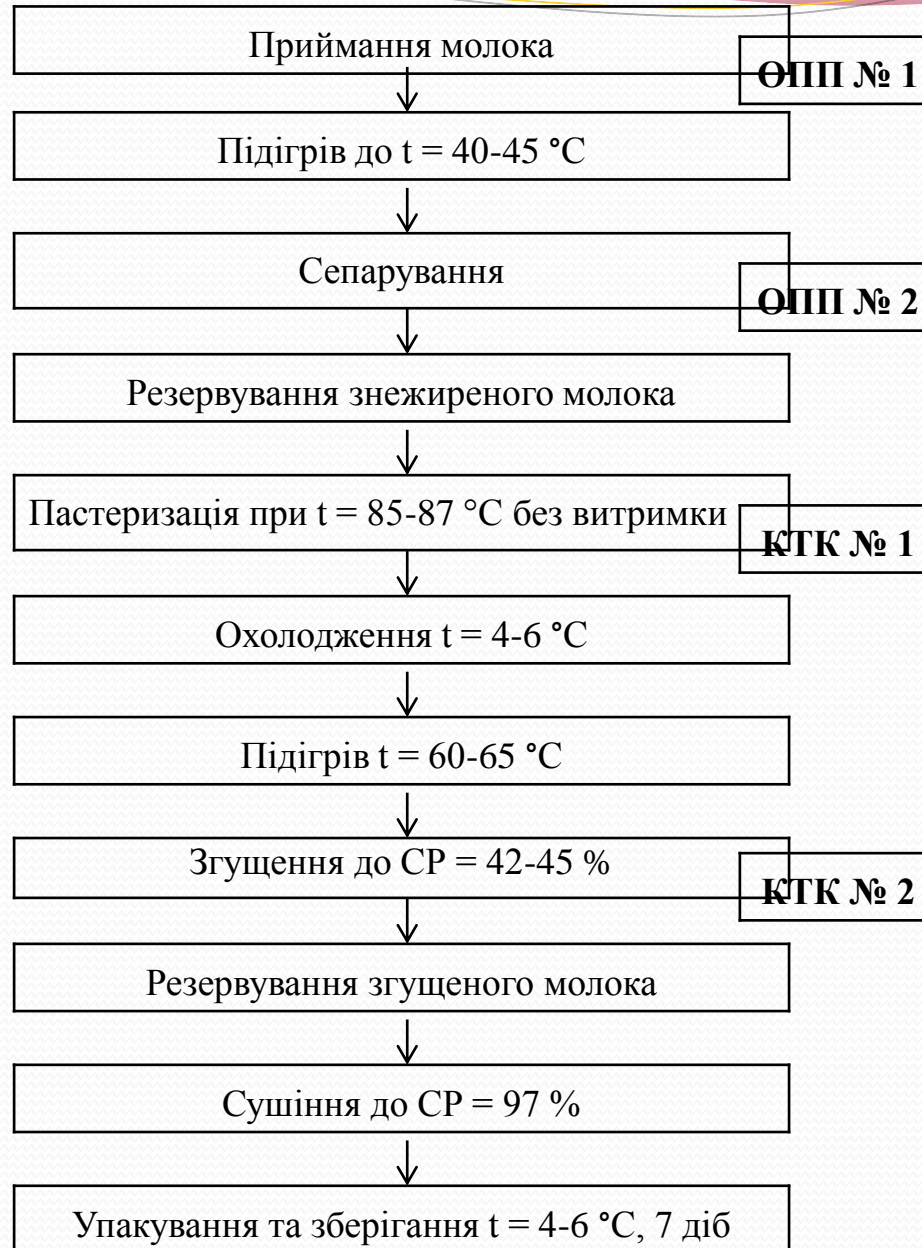 Приймання молока
ОПП № 1
Підігрів до t = 40-45 °С
Сепарування
ОПП № 2
Резервування знежиреного молока
Пастеризація при t = 85-87 °С без витримки
КТК № 1
Охолодження t = 4-6 °С
Підігрів t = 60-65 °С
Згущення до СР = 42-45 %
КТК № 2
Резервування згущеного молока
Сушіння до СР = 97 %
Упакування та зберігання t = 4-6 °С, 7 діб